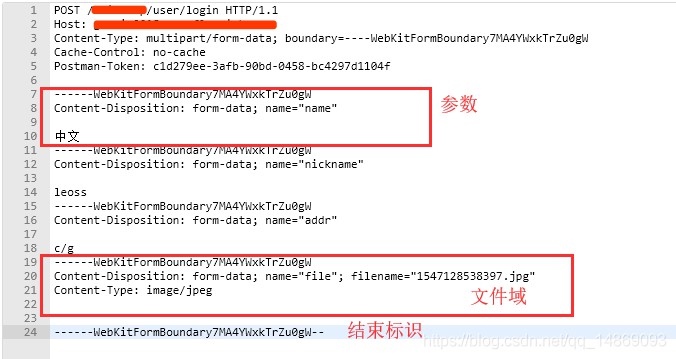 1 POST / /user/login HTTP/1.1
2 Host:
3 Content-Type: multipart/form-data; boundary=----WebKitFormBoundary7MA4YWxkTrZu0gW
4 Cache-Control: no-cache
5 Postman-Token: c1d279ee-3afb-90bd-0458-bc4297d1104f
6
7 ------WebKitFormBoundary7MA4YWxkTrZu0gW
8 Content-Disposition: form-data; name="name"
参数
9
10 中文
11 ------WebKitFormBoundary7MA4YWxkTrZu0gW
12 Content-Disposition: form-data; name="nickname"
13
14 leoss
15 ------WebKitFormBoundary7MA4YWxkTrZu0gW
16 Content-Disposition: form-data; name="addr"
17
18 c/g
19 ------WebKitFormBoundary7MA4YWxkTrZu0gW
20 Content-Disposition: form-data; name="file"; filename="1547128538397.jpg"
21 Content-Type: image/jpeg
文件域
22
23
24 ------WebKitFormBoundary7MA4YWxkTrZu0gW--
结束标识
https://blog.csdn.net/qq_14869093